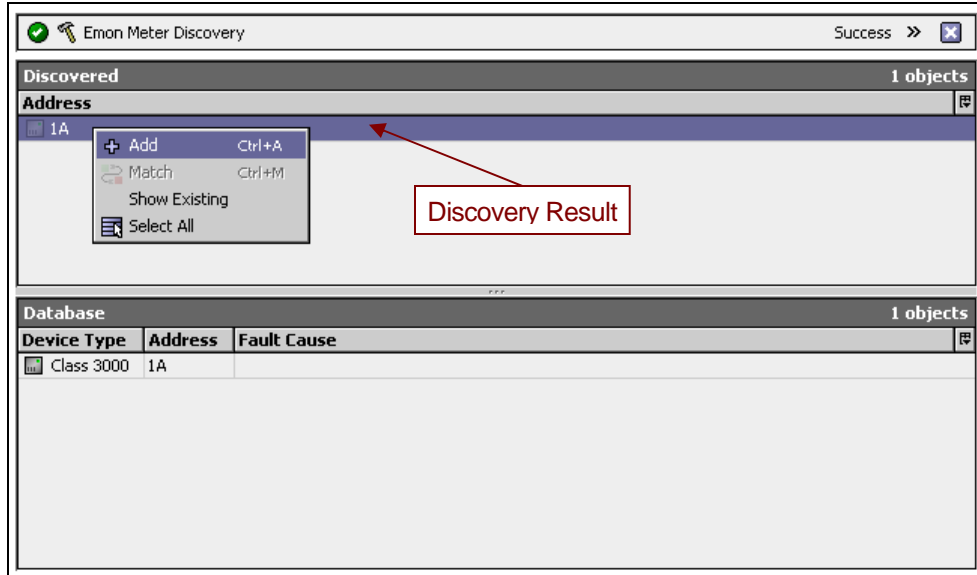 Emon Meter Discovery Success »
Discovered 1 objects
Address
1A
Add Ctrl+A
Match Ctrl+M
Show Existing
Select All
Discovery Result
Database 1 objects
Device Type Address Fault Cause
Class 3000 1A